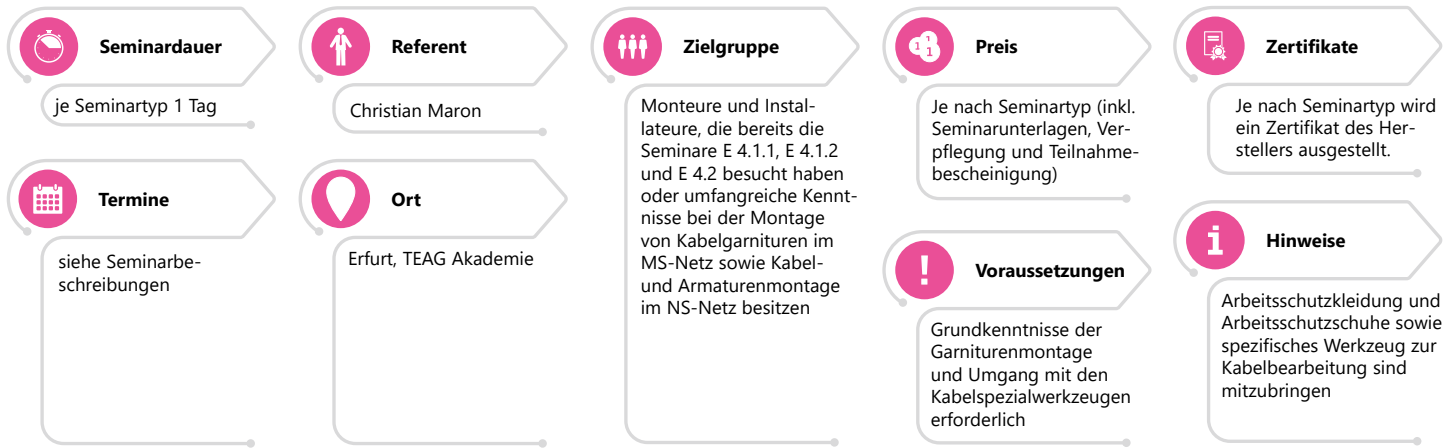 Seminardauer
je Seminartyp 1 Tag
Termine
siehe Seminarbe-
schreibungen
Referent
Christian Maron
Ort
Erfurt, TEAG Akademie
Zielgruppe
Monteure und Instal-
lateure, die bereits die
Seminare E 4.1.1, E 4.1.2
und E 4.2 besucht haben
oder umfangreiche Kennt-
nisse bei der Montage
von Kabelgarnituren im
MS-Netz sowie Kabel-
und Armaturenmontage
im NS-Netz besitzen
Preis
Je nach Seminartyp (inkl.
Seminarunterlagen, Ver-
pflegung und Teilnahme-
bescheinigung)
Voraussetzungen
Grundkenntnisse der
Garniturenmontage
und Umgang mit den
Kabelspezialwerkzeugen
erforderlich
Zertifikate
Je nach Seminartyp wird
ein Zertifikat des Her-
stellers ausgestellt.
Hinweise
Arbeitsschutzkleidung und
Arbeitsschutzschuhe sowie
spezifisches Werkzeug zur
Kabelbearbeitung sind
mitzubringen